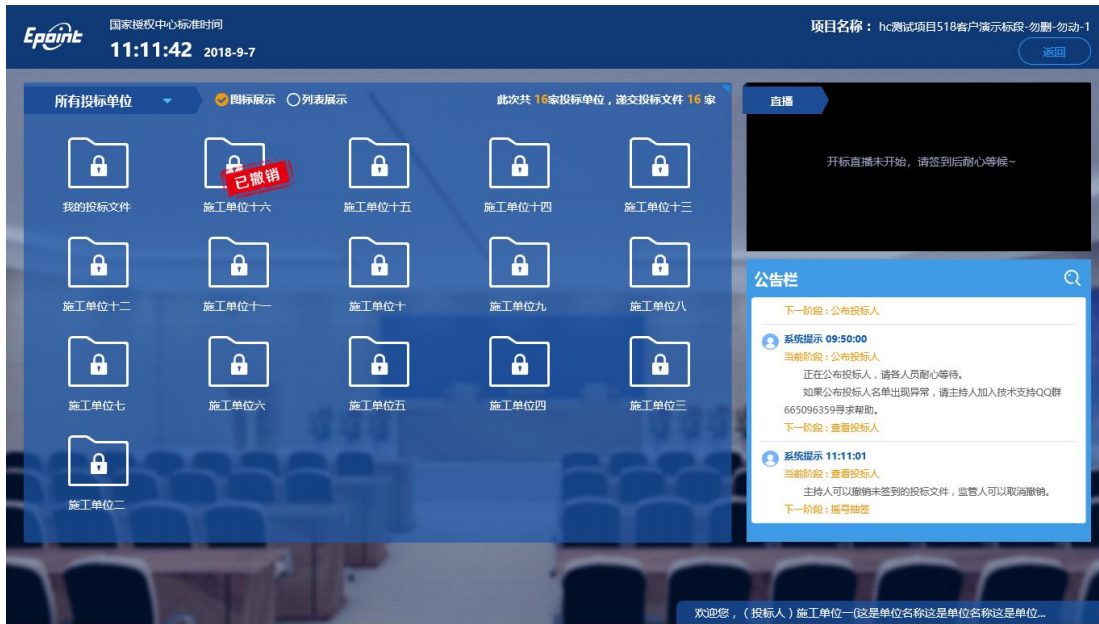 Epoint
国家授权中心标准时间
11:11:42 2018-9-7
项目名称：hc测试项目518客户演示标段-勿删-勿动-1
返回
所有投标单位
图标展示 列表展示
此次共 16家投标单位，递交投标文件 16 家
我的投标文件
已撤销
施工单位十六
施工单位十五
施工单位十四
施工单位十三
施工单位十二
施工单位十一
施工单位十
施工单位九
施工单位八
施工单位七
施工单位六
施工单位五
施工单位四
施工单位三
施工单位二
直播
开标直播未开始，请签到后耐心等候~
公告栏
下一阶段：公布投标人
系统提示 09:50:00
当前阶段：公布投标人
正在公布投标人，请各人员耐心等待。
如果公布投标人名单出现异常，请主持人加入技术支持QQ群
665096359寻求帮助。
下一阶段：查看投标人
系统提示 11:11:01
当前阶段：查看投标人
主持人可以撤销未签到的投标文件，监管人可以取消撤销。
下一阶段：摇号抽签
欢迎您，（投标人）施工单位一(这是单位名称这是单位名称这是单位...